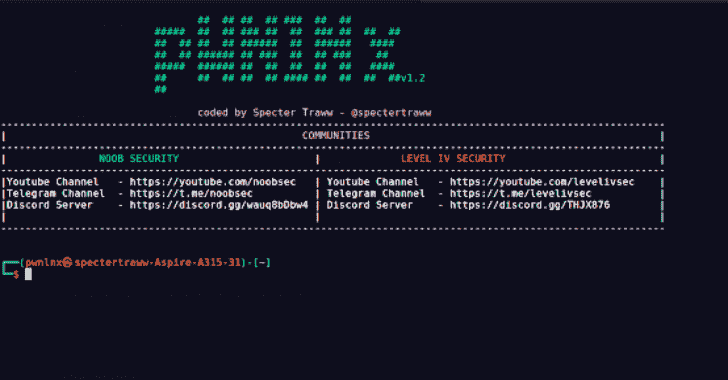 v1.2
coded by Specter Traww - @spectertraww
COMMUNITIES
NOOB SECURITY | LEVEL IV SECURITY
Youtube Channel - https://youtube.com/noobsec | Youtube Channel - https://youtube.com/levelivsec
Telegram Channel - https://t.me/noobsec | Telegram Channel - https://t.me/levelivsec
Discord Server - https://discord.gg/wauq8bDbw4 | Discord Server - https://discord.gg/THJX876
(pwnlnx㉿spectertraww-Aspire-A315-31)-[~]
$